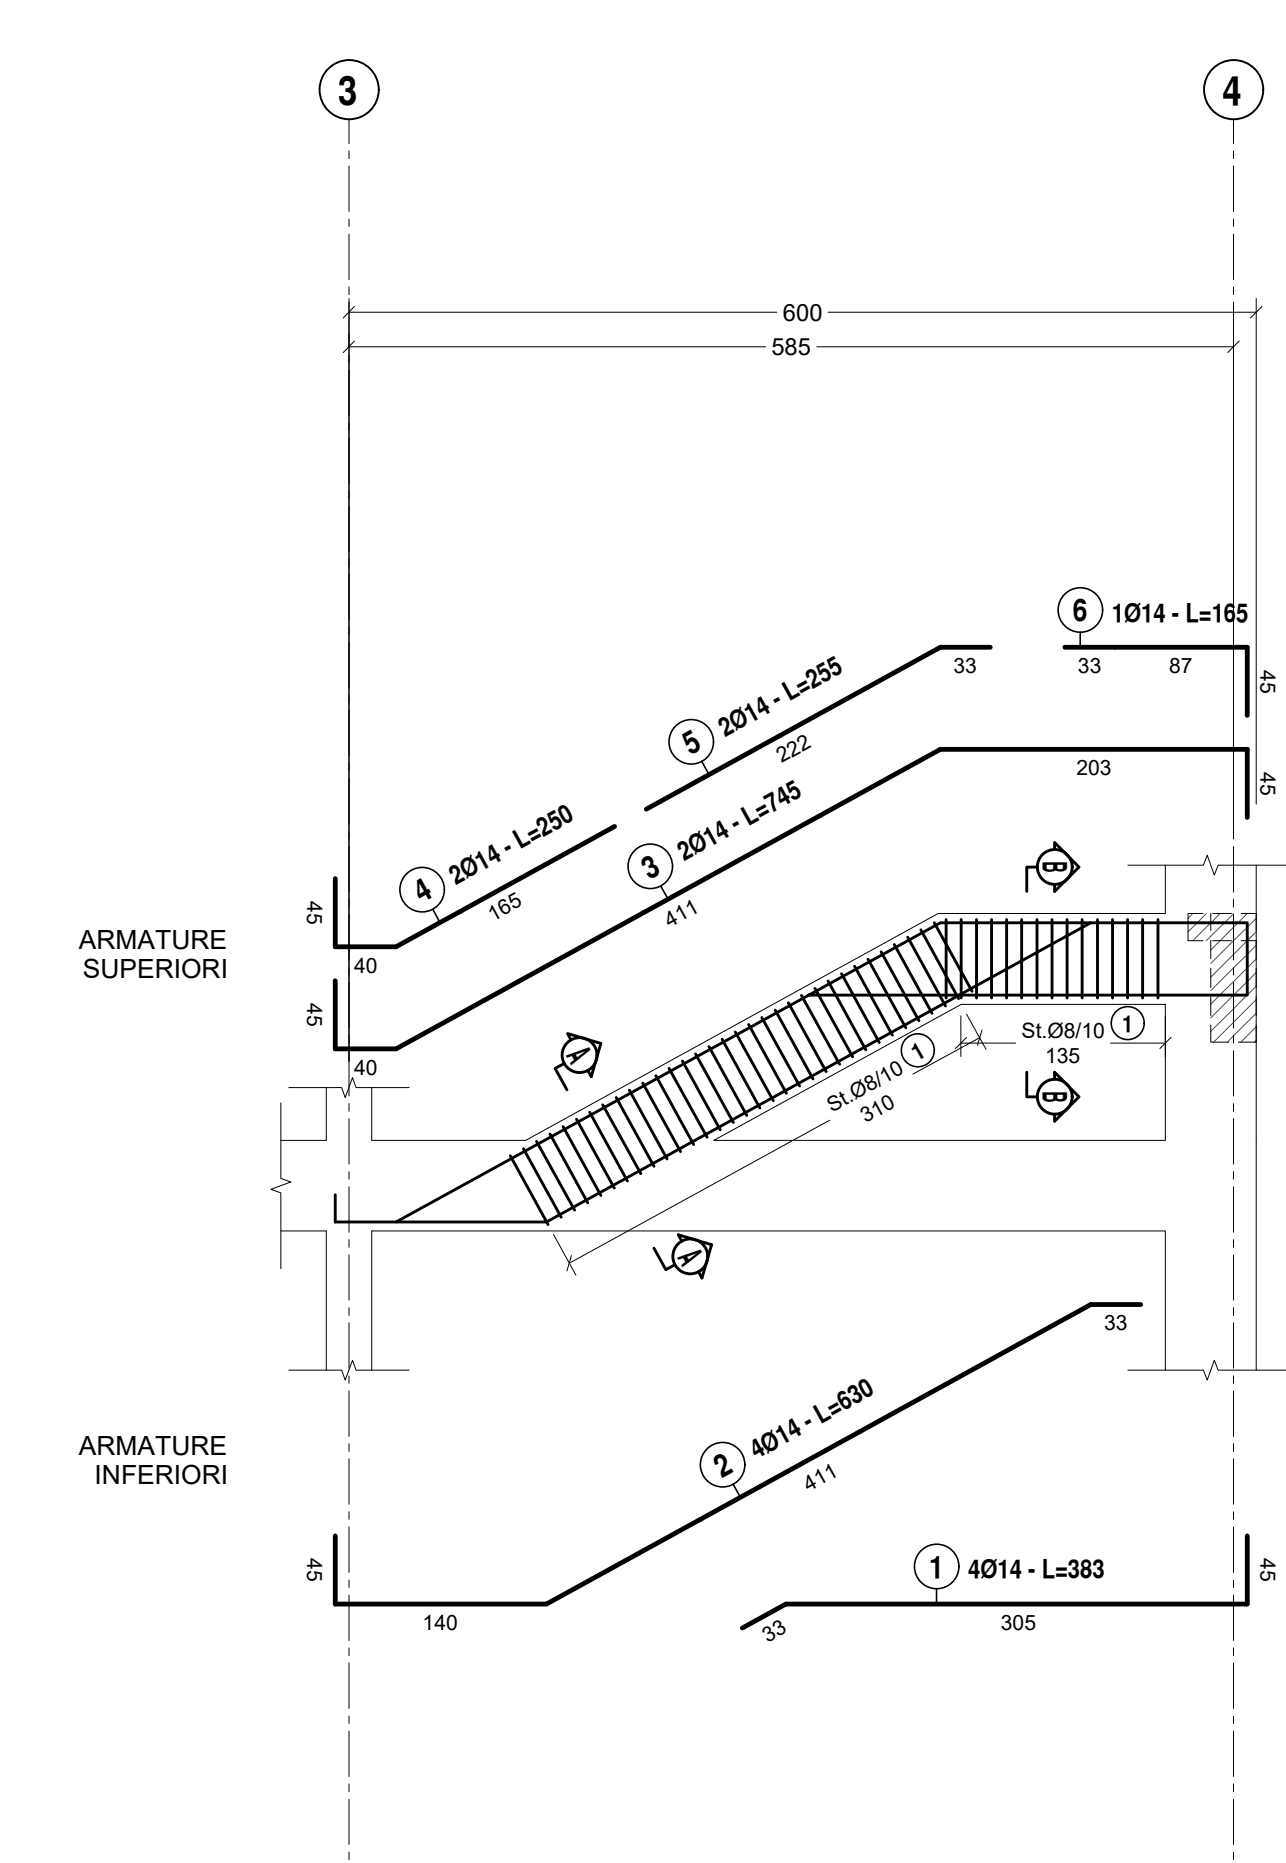 3
4
600
585
6 1Ø14 - L=165
33
33
87
45
5 2Ø14 - L=255
222
203
45
3 2Ø14 - L=745
411
4 2Ø14 - L=250
165
45
40
ARMATURE
SUPERIORI
45
40
B
A
St.Ø8/10 1
135
St.Ø8/10 1
310
B
A
33
2 4Ø14 - L=630
411
ARMATURE
INFERIORI
45
140
1 4Ø14 - L=383
33
305
45